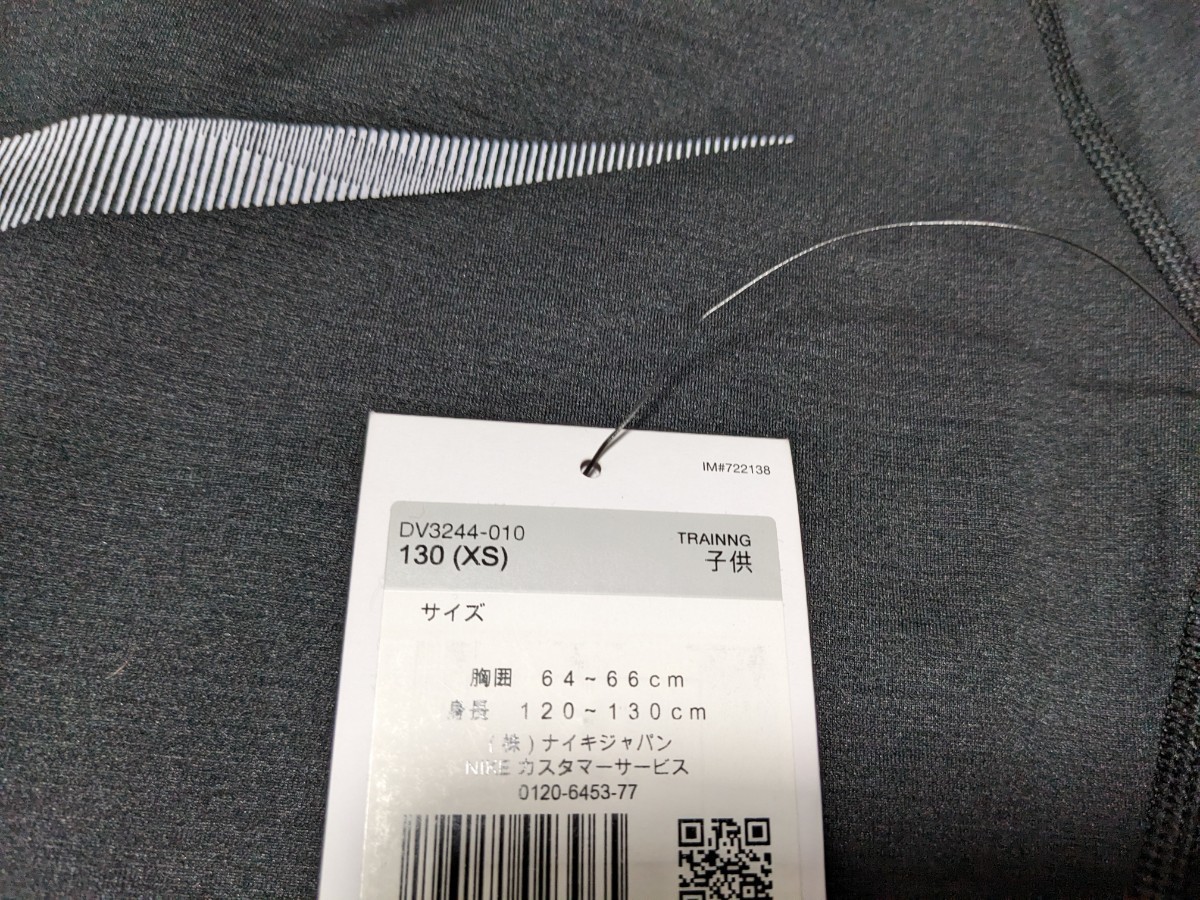 IM#722138
DV3244-010
130 (XS)
TRAINNG
子供
サイズ
胸囲　64~66cm
身長　120~130cm
(株)ナイキジャパン
NIKE カスタマーサービス
0120-6453-77